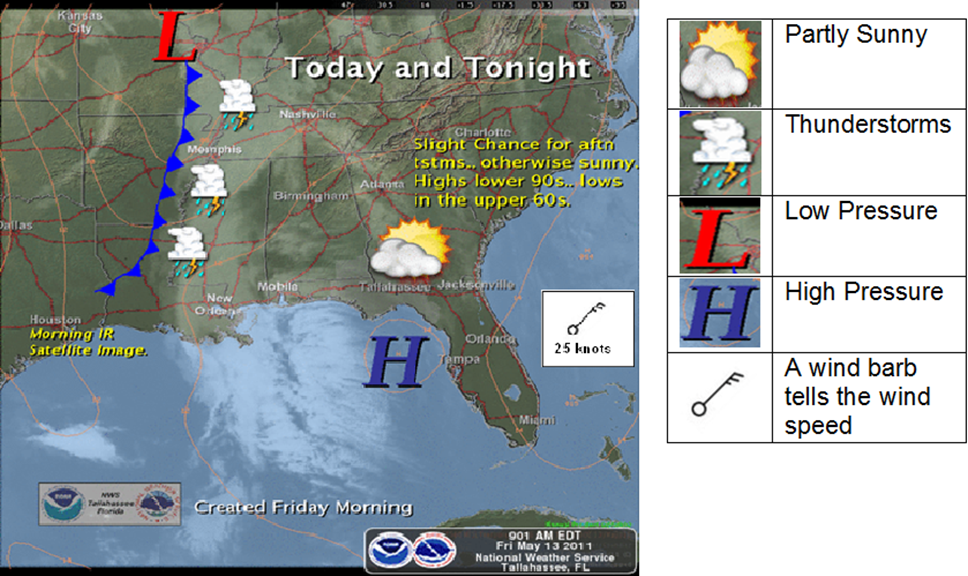 Kansas
City
Today and Tonight
Nashville
Charlotte
Slight Chance for aftn
tstms.. otherwise sunny.
Highs lower 90s.. lows
in the upper 60s.
Memphis
Atlanta
Birmingham
Dallas
Tallahassee
Jacksonville
Mobile
New
Orleans
Houston
Morning IR
Satellite Image.
25 knots
Orlando
Tampa
Miami
NWS
Tallahassee
Florida
Created Friday Morning
901 AM EDT
Fri May 13 2011
National Weather Service
Tallahassee, FL
L
H
Partly Sunny
Thunderstorms
L
Low Pressure
H
High Pressure
A wind barb
tells the wind
speed